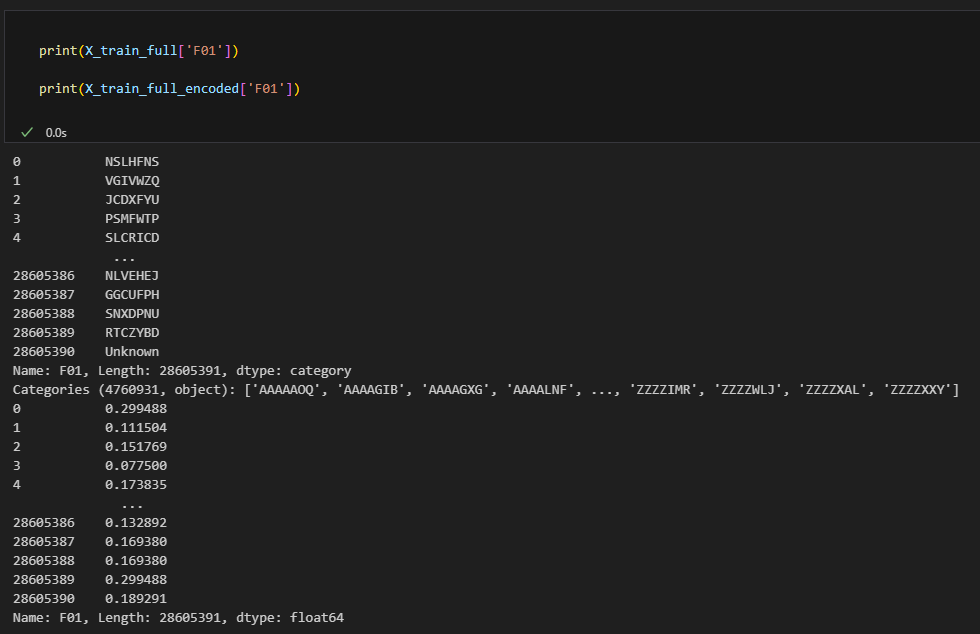 print(X_train_full['F01'])
print(X_train_full_encoded['F01'])
0.0s
0 NSLHFNS
1 VGIVWZQ
2 JCDXFYU
3 PSMFWTP
4 SLCRICD
...
28605386 NLVEHEJ
28605387 GGCUFPH
28605388 SNXDPNU
28605389 RTCZYBD
28605390 Unknown
Name: F01, Length: 28605391, dtype: category
Categories (4760931, object): ['AAAAAOQ', 'AAAAGIB', 'AAAAGXG', 'AAAALNF', ..., 'ZZZZIMR', 'ZZZZWLJ', 'ZZZZXAL', 'ZZZZXXY']
0 0.299488
1 0.111504
2 0.151769
3 0.077500
4 0.173835
...
28605386 0.132892
28605387 0.169380
28605388 0.169380
28605389 0.299488
28605390 0.189291
Name: F01, Length: 28605391, dtype: float64